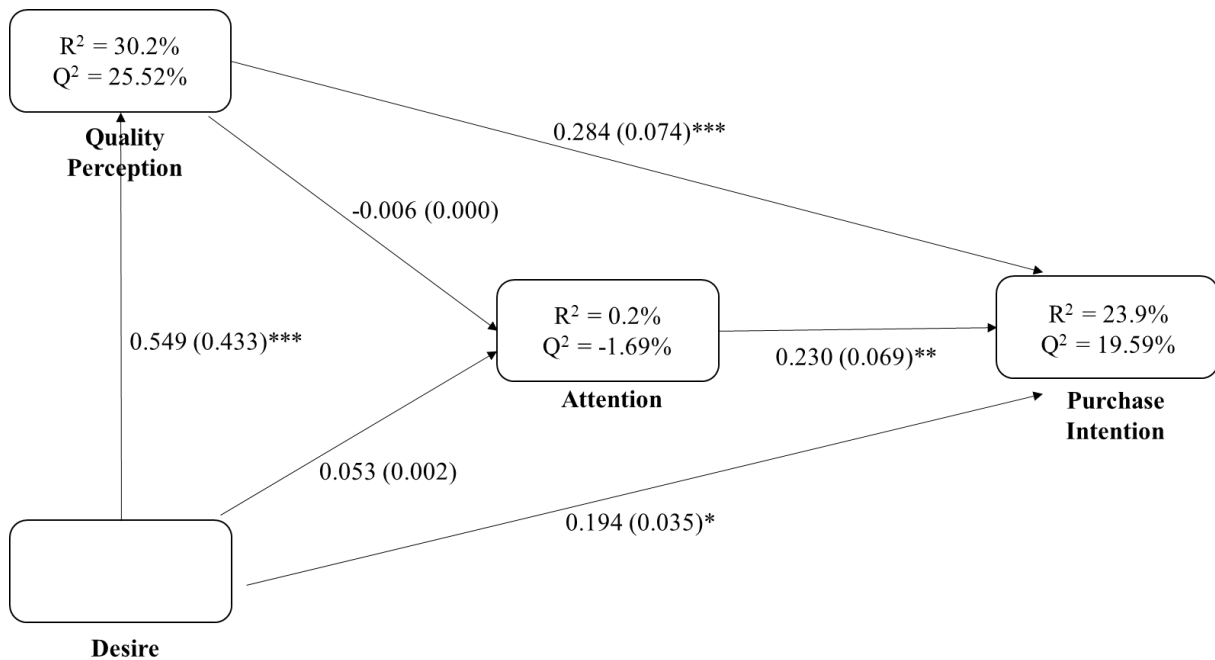 R² = 30.2%
Q² = 25.52%
Quality
Perception
0.284 (0.074)***
-0.006 (0.000)
0.549 (0.433)***
R² = 0.2%
Q² = -1.69%
Attention
0.230 (0.069)**
R² = 23.9%
Q² = 19.59%
Purchase
Intention
0.053 (0.002)
0.194 (0.035)*
Desire